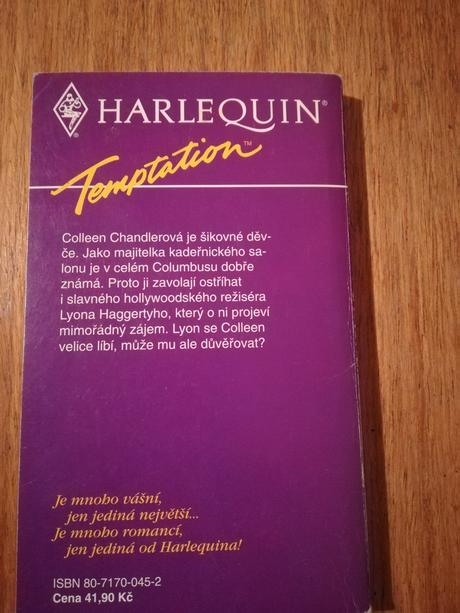 HARLEQUIN®
Temptation™
Colleen Chandlerová je šikovné děv-
če. Jako majitelka kadeřnického sa-
lonu je v celém Columbusu dobře
známá. Proto ji zavolají ostříhat
i slavného hollywoodského režiséra
Lyona Haggertyho, který o ni projeví
mimořádný zájem. Lyon se Colleen
velice líbí, může mu ale důvěřovat?
Je mnoho vášní,
jen jediná největší...
Je mnoho romancí,
jen jediná od Harlequina!
ISBN 80-7170-045-2
Cena 41,90 Kč